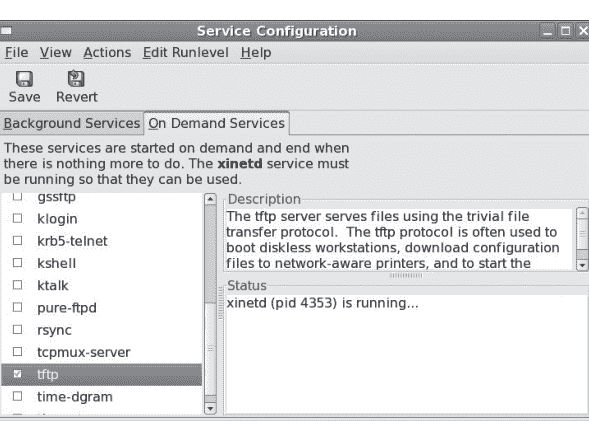 Service Configuration
File View Actions Edit Runlevel Help
Save Revert
Background Services On Demand Services
These services are started on demand and end when
there is nothing more to do. The xinetd service must
be running so that they can be used.
gssftp
klogin
krb5-telnet
kshell
ktalk
pure-ftpd
rsync
tcpmux-server
tftp
time-dgram
Description
The tftp server serves files using the trivial file
transfer protocol. The tftp protocol is often used to
boot diskless workstations, download configuration
files to network-aware printers, and to start the
Status
xinetd (pid 4353) is running...